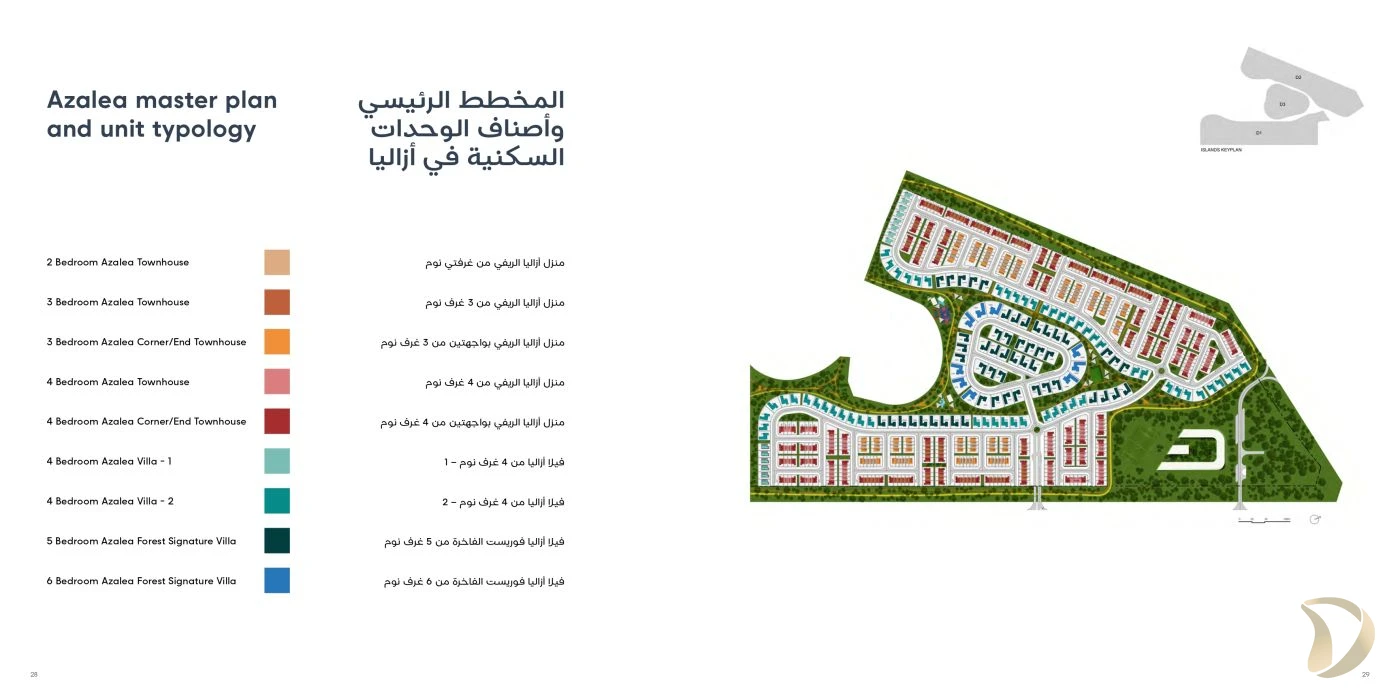 Azalea master plan
and unit typology
المخطط الرئيسي
وأصناف الوحدات
السكنية في أزاليا
2 Bedroom Azalea Townhouse
منزل أزاليا الريفي من غرفتي نوم
3 Bedroom Azalea Townhouse
منزل أزاليا الريفي من 3 غرف نوم
3 Bedroom Azalea Corner/End Townhouse
منزل أزاليا الريفي بواجهتين من 3 غرف نوم
4 Bedroom Azalea Townhouse
منزل أزاليا الريفي من 4 غرف نوم
4 Bedroom Azalea Corner/End Townhouse
منزل أزاليا الريفي بواجهتين من 4 غرف نوم
4 Bedroom Azalea Villa - 1
فيلا أزاليا من 4 غرف نوم – 1
4 Bedroom Azalea Villa - 2
فيلا أزاليا من 4 غرف نوم – 2
5 Bedroom Azalea Forest Signature Villa
فيلا أزاليا فوريست الفاخرة من 5 غرف نوم
6 Bedroom Azalea Forest Signature Villa
فيلا أزاليا فوريست الفاخرة من 6 غرف نوم
D2
D3
D1
ISLANDS KEYPLAN
28
29